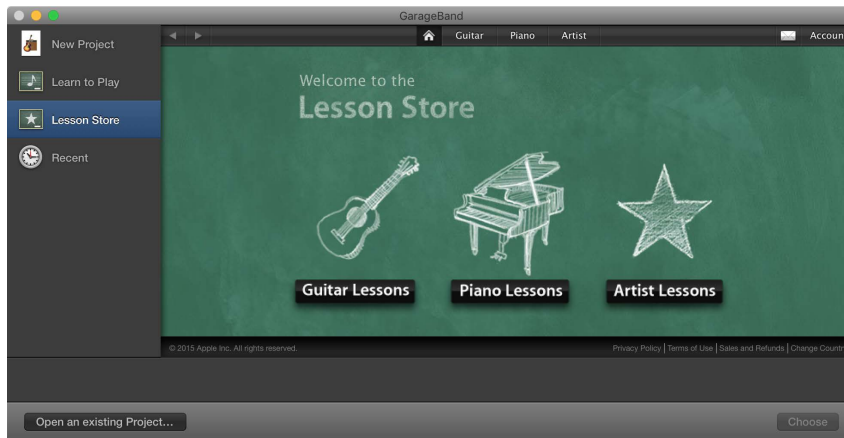 GarageBand
New Project
Learn to Play
Lesson Store
Recent
Guitar Piano Artist Accoun
Welcome to the
Lesson Store
Guitar Lessons Piano Lessons Artist Lessons
© 2015 Apple Inc. All rights reserved. Privacy Policy | Terms of Use | Sales and Refunds | Change Countr
Open an existing Project... Choose